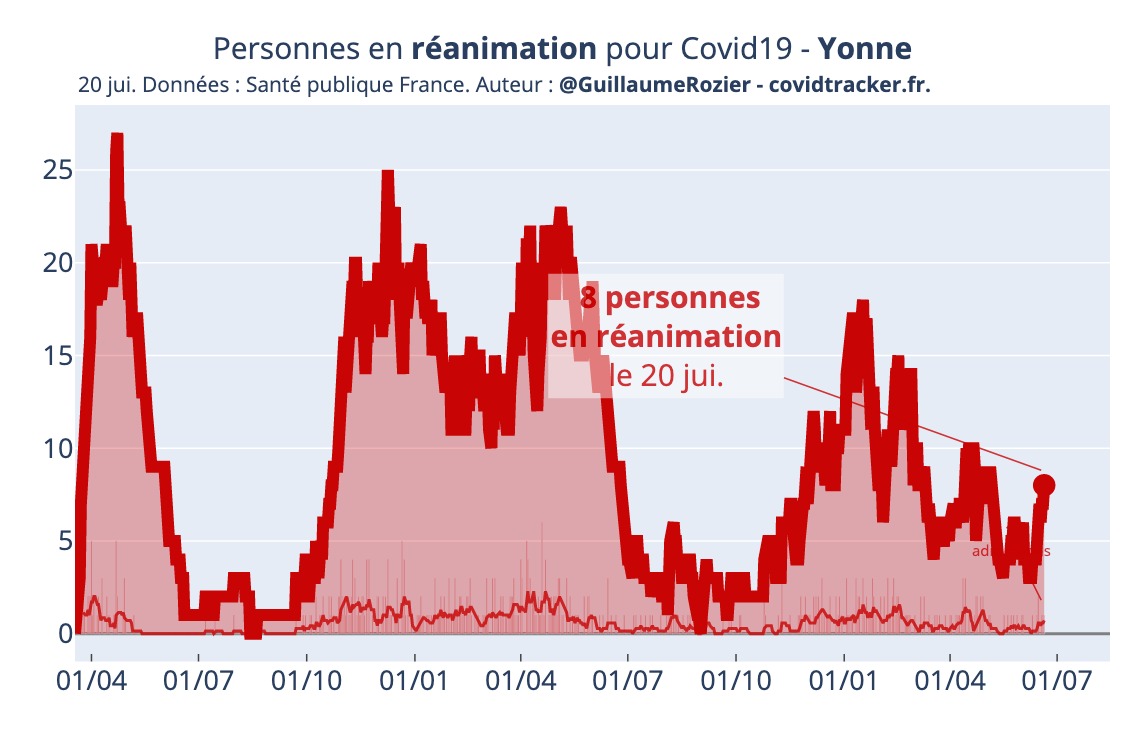 Personnes en réanimation pour Covid19 - Yonne
20 jui. Données : Santé publique France. Auteur : @GuillaumeRozier - covidtracker.fr.
25
20
15
10
5
0
8 personnes
en réanimation
le 20 jui.
01/04 01/07 01/10 01/01 01/04 01/07 01/10 01/01 01/04 01/07